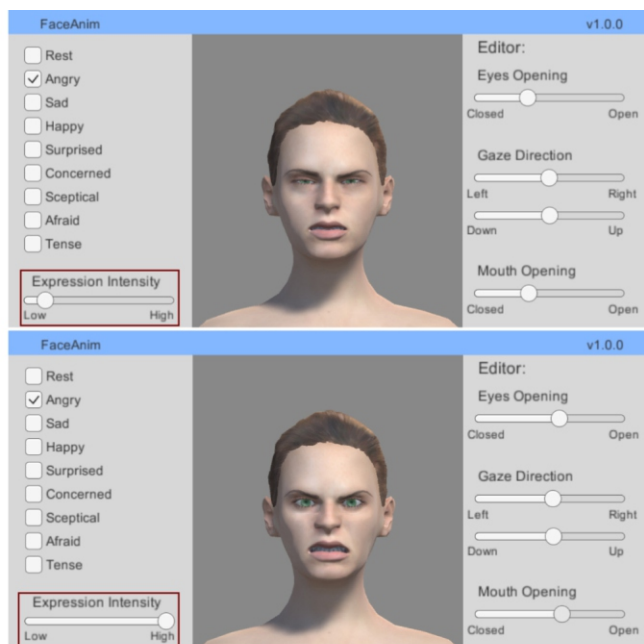 FaceAnim v1.0.0
Rest
Angry
Sad
Happy
Surprised
Concerned
Sceptical
Afraid
Tense
Expression Intensity
Low High
Editor:
Eyes Opening
Closed Open
Gaze Direction
Left Right
Down Up
Mouth Opening
Closed Open
FaceAnim v1.0.0
Rest
Angry
Sad
Happy
Surprised
Concerned
Sceptical
Afraid
Tense
Expression Intensity
Low High
Editor:
Eyes Opening
Closed Open
Gaze Direction
Left Right
Down Up
Mouth Opening
Closed Open